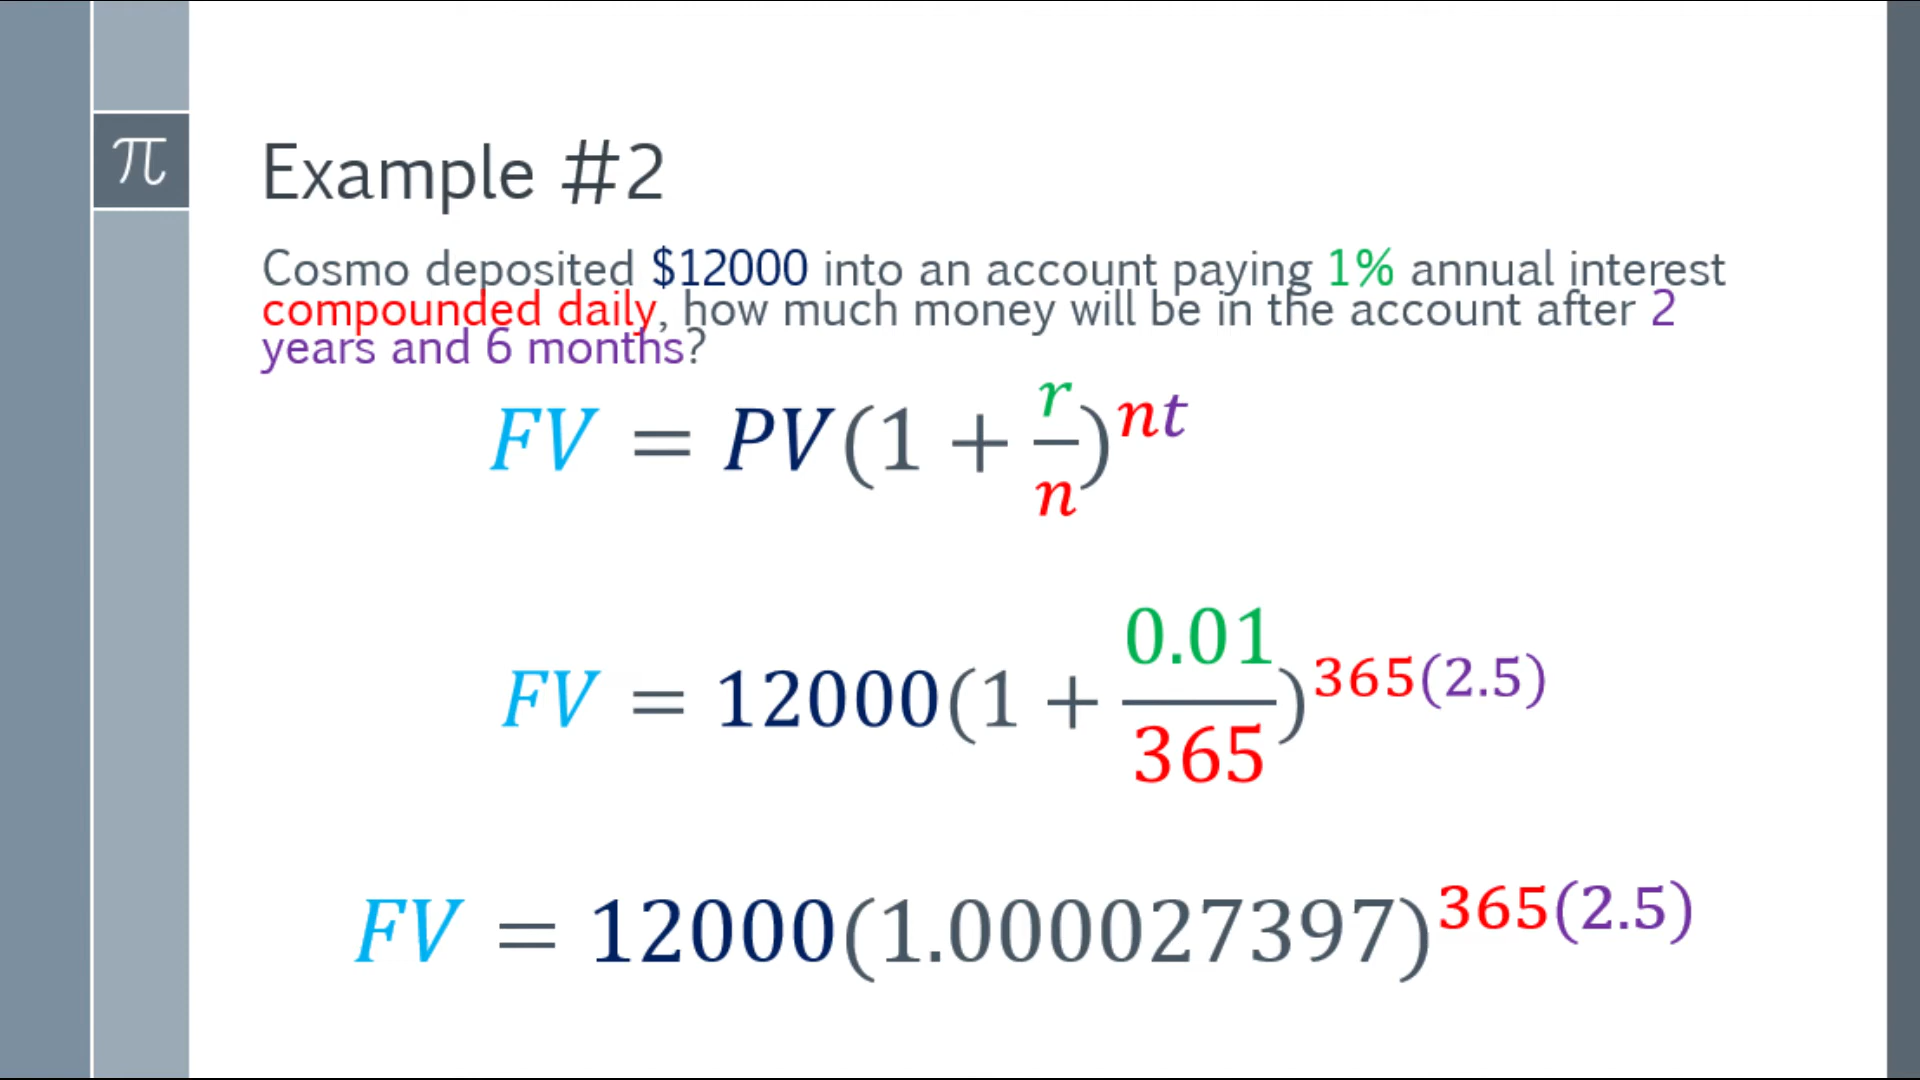 π
Example #2
Cosmo deposited $12000 into an account paying 1% annual interest
compounded daily, how much money will be in the account after 2
years and 6 months?
FV = PV(1 + r/n)^nt
FV = 12000(1 + 0.01/365)^365(2.5)
FV = 12000(1.000027397)^365(2.5)